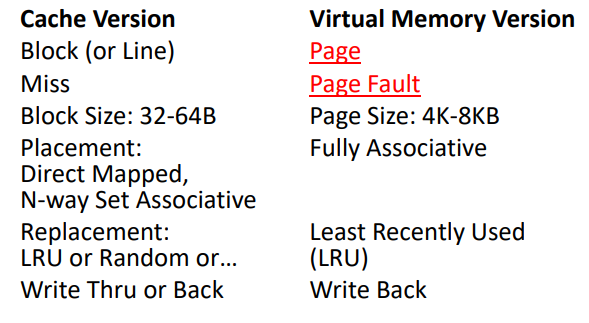 Cache Version Virtual Memory Version
Block (or Line) Page
Miss Page Fault
Block Size: 32-64B Page Size: 4K-8KB
Placement: Fully Associative
Direct Mapped,
N-way Set Associative
Replacement: Least Recently Used
LRU or Random or… (LRU)
Write Thru or Back Write Back